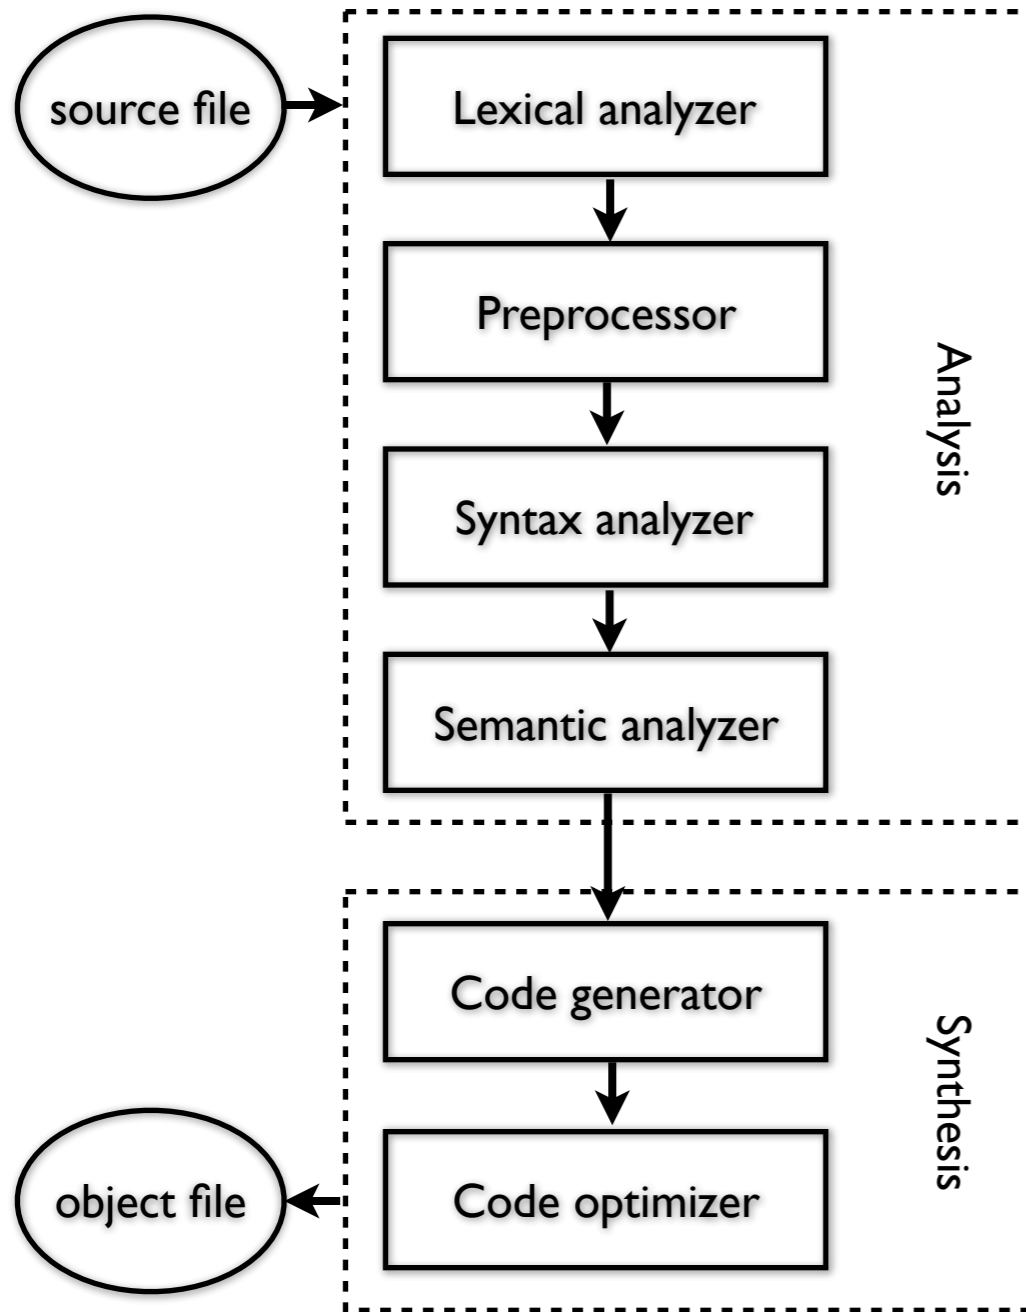 source file
Lexical analyzer
Preprocessor
Syntax analyzer
Semantic analyzer
Analysis
Code generator
Code optimizer
Synthesis
object file